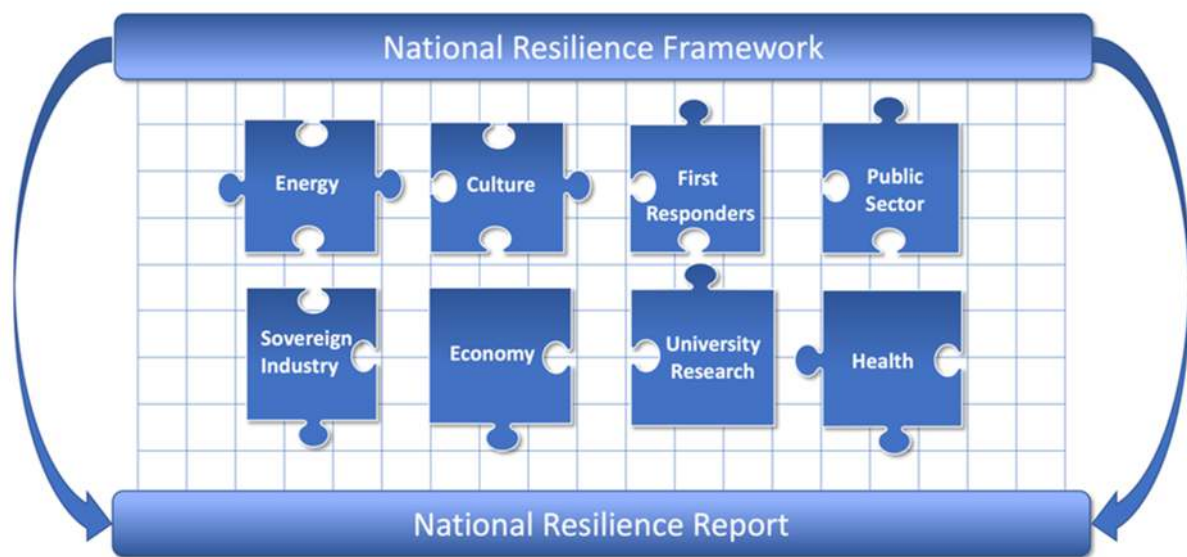 National Resilience Framework
Energy
Culture
First
Responders
Public
Sector
Sovereign
Industry
Economy
University
Research
Health
National Resilience Report